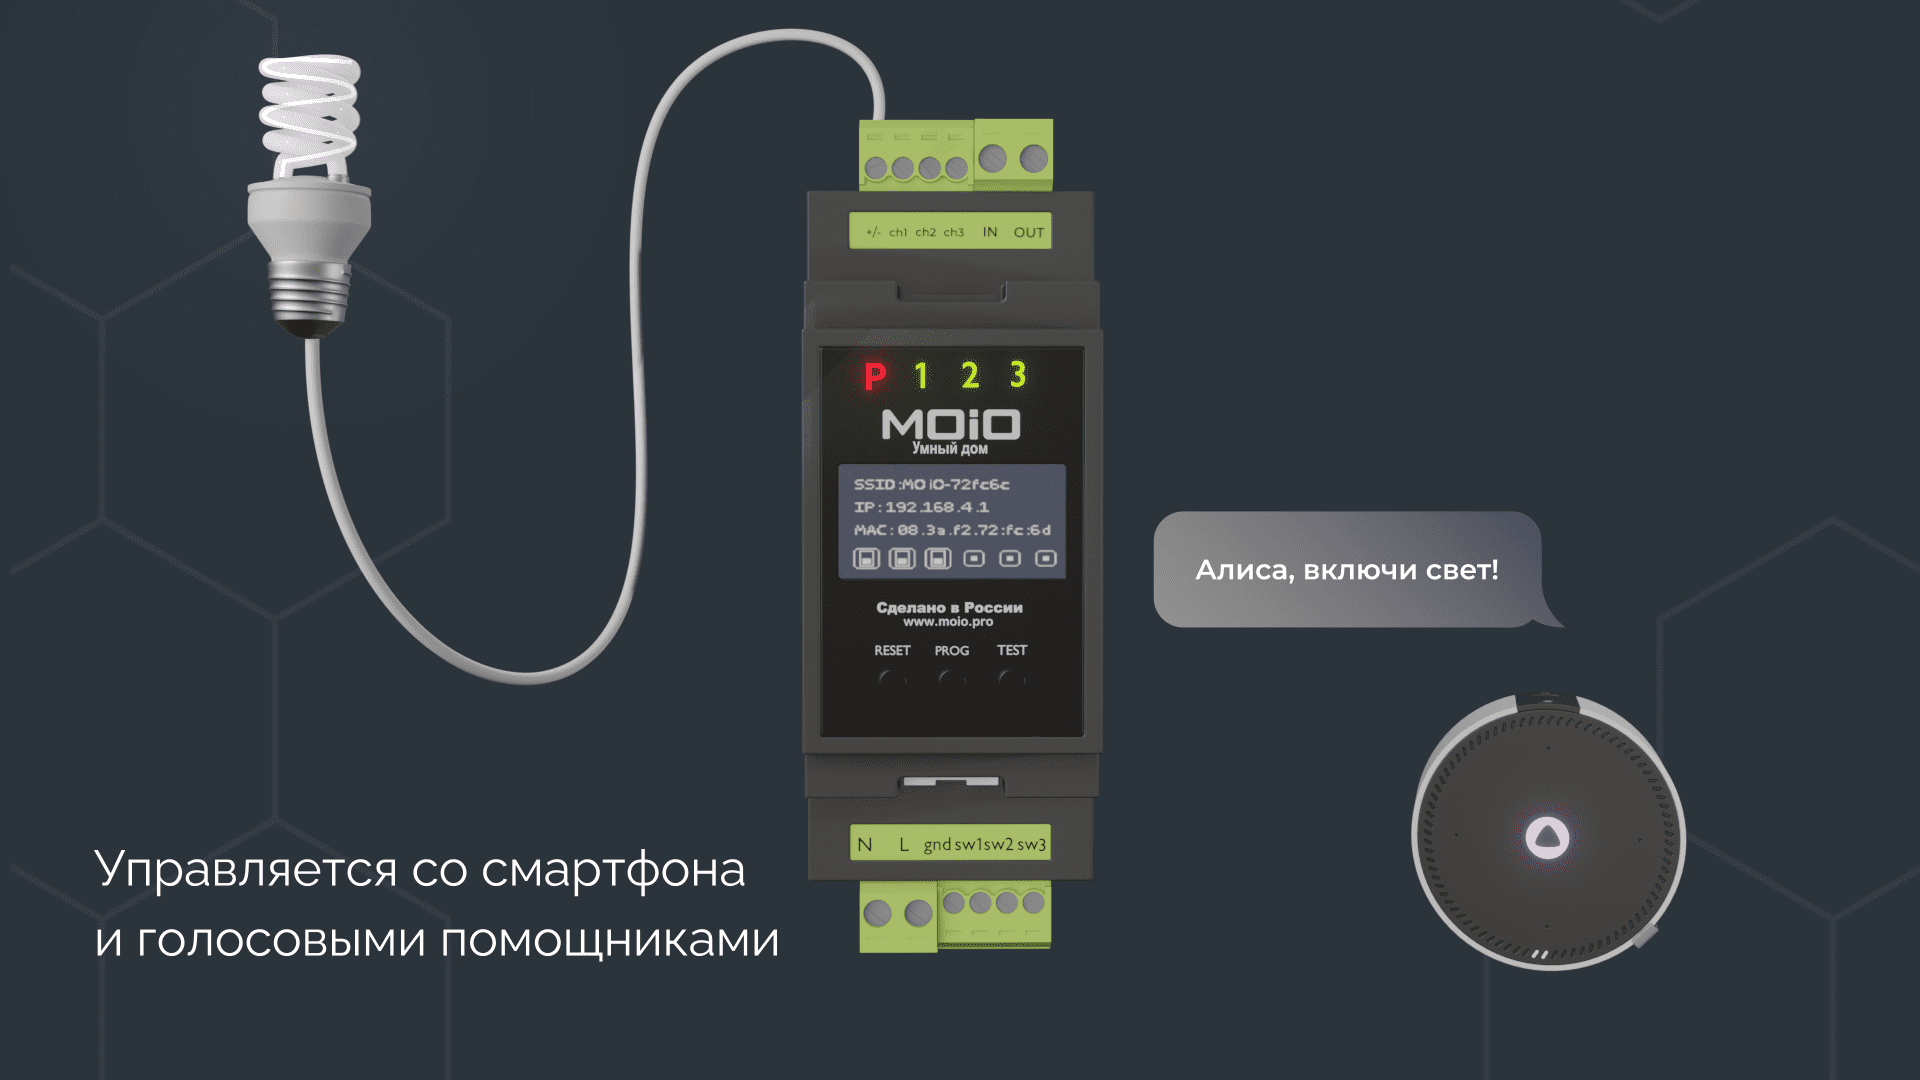 +/- ch1 ch2 ch3 IN OUT
P 1 2 3
MOiO
Умный дом
SSID:MOiO-72fc6c
IP:192.168.4.1
MAC:08.3a.f2.72:fc:6d
Сделано в России
www.moio.pro
RESET PROG TEST
N L gnd sw1 sw2 sw3
Алиса, включи свет!
Управляется со смартфона
и голосовыми помощниками